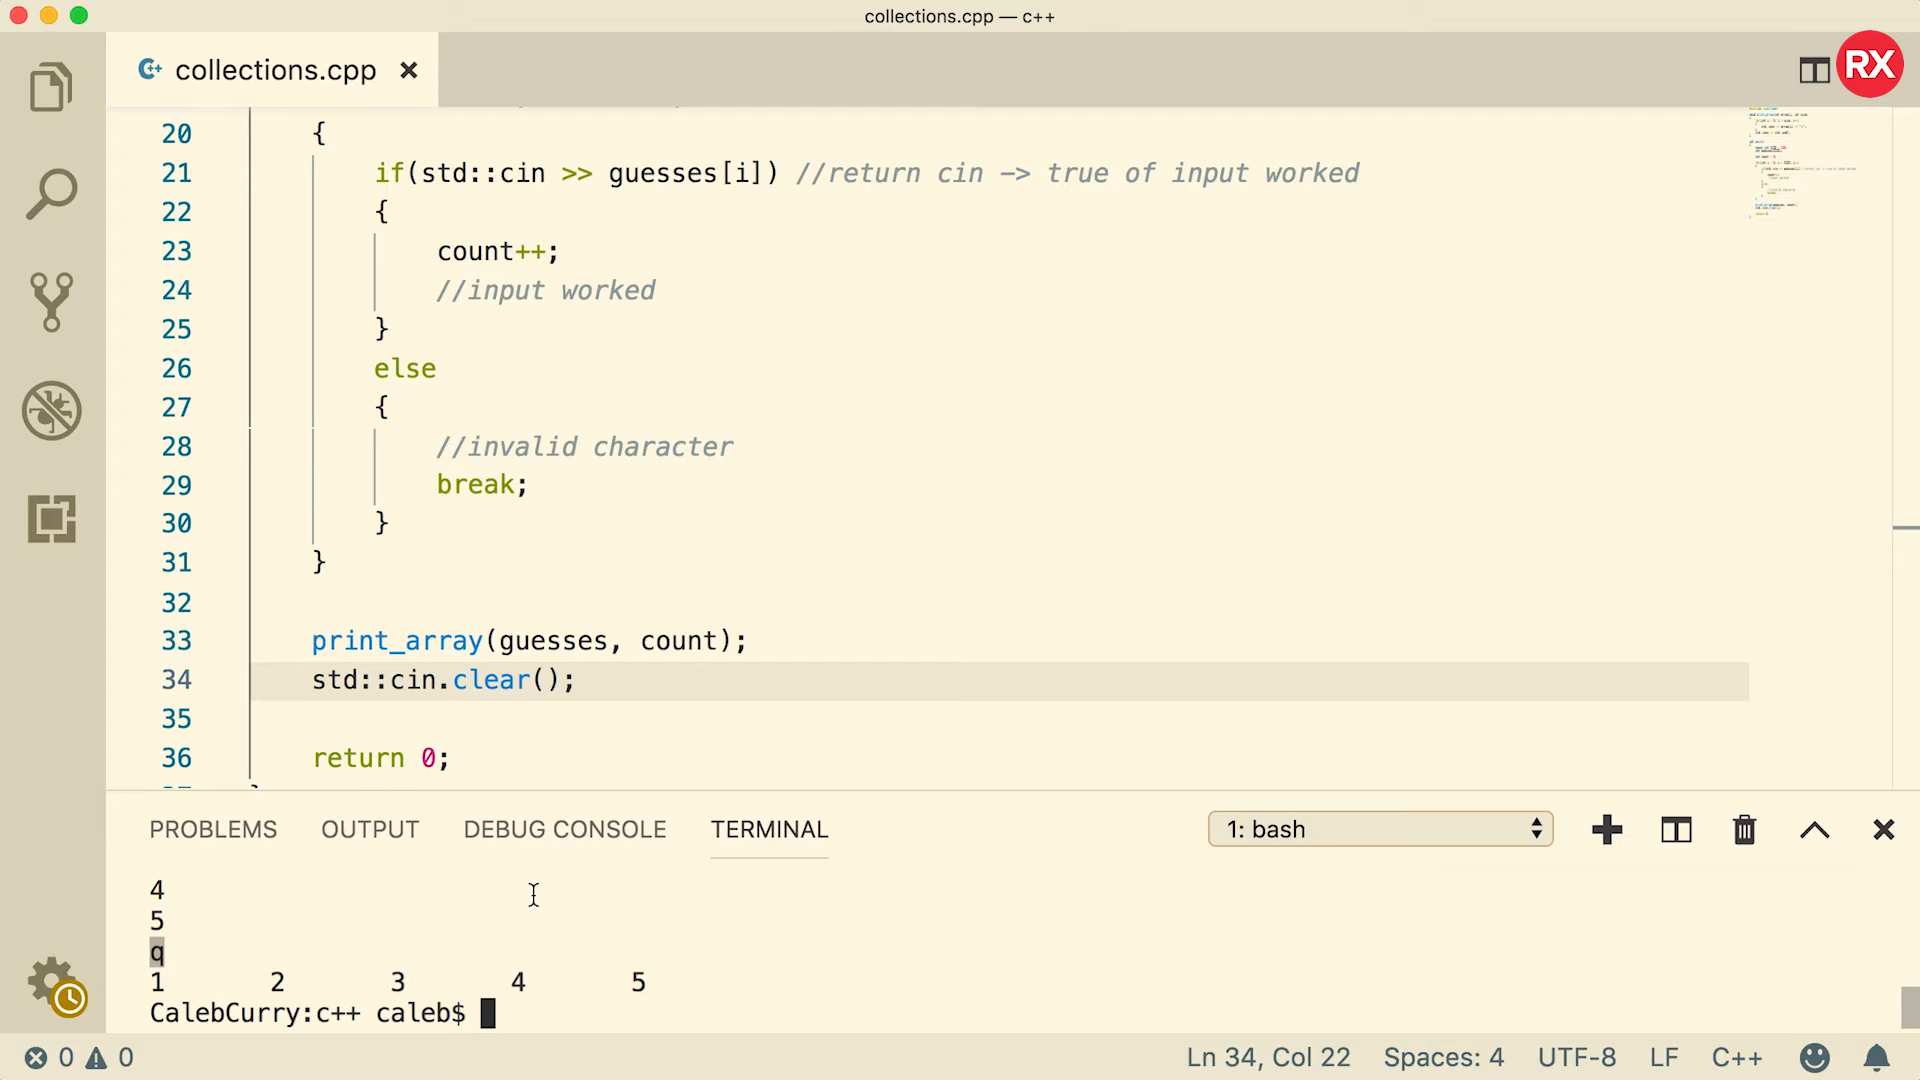 collections.cpp — c++
collections.cpp
RX
20 {
21 if(std::cin >> guesses[i]) //return cin -> true of input worked
22 {
23 count++;
24 //input worked
25 }
26 else
27 {
28 //invalid character
29 break;
30 }
31 }
32
33 print_array(guesses, count);
34 std::cin.clear();
35
36 return 0;
PROBLEMS OUTPUT DEBUG CONSOLE TERMINAL 1: bash
4
5
q
1 2 3 4 5
CalebCurry:c++ caleb$
0 0 Ln 34, Col 22 Spaces: 4 UTF-8 LF C++